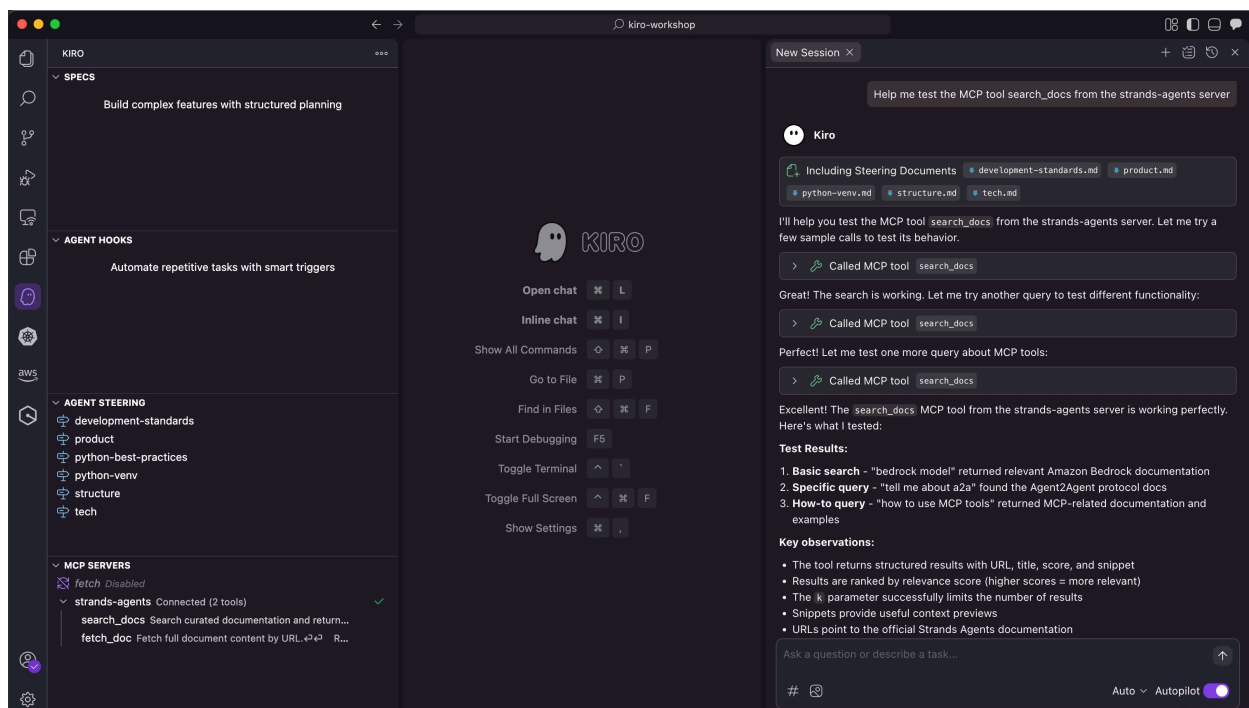 kiro-workshop
KIRO
SPECS
Build complex features with structured planning
AGENT HOOKS
Automate repetitive tasks with smart triggers
AGENT STEERING
development-standards
product
python-best-practices
python-venv
structure
tech
MCP SERVERS
fetch Disabled
strands-agents Connected (2 tools)
search_docs Search curated documentation and return...
fetch_doc Fetch full document content by URL.↵↵ R...
aws
KIRO
Open chat ⌘ L
Inline chat ⌘ I
Show All Commands ⇧ ⌘ P
Go to File ⌘ P
Find in Files ⇧ ⌘ F
Start Debugging F5
Toggle Terminal ^ `
Toggle Full Screen ^ ⌘ F
Show Settings ⌘ ,
New Session
Help me test the MCP tool search_docs from the strands-agents server
Kiro
Including Steering Documents development-standards.md product.md
python-venv.md structure.md tech.md
I'll help you test the MCP tool search_docs from the strands-agents server. Let me try a
few sample calls to test its behavior.
Called MCP tool search_docs
Great! The search is working. Let me try another query to test different functionality:
Called MCP tool search_docs
Perfect! Let me test one more query about MCP tools:
Called MCP tool search_docs
Excellent! The search_docs MCP tool from the strands-agents server is working perfectly.
Here's what I tested:
Test Results:
1. Basic search - "bedrock model" returned relevant Amazon Bedrock documentation
2. Specific query - "tell me about a2a" found the Agent2Agent protocol docs
3. How-to query - "how to use MCP tools" returned MCP-related documentation and
examples
Key observations:
• The tool returns structured results with URL, title, score, and snippet
• Results are ranked by relevance score (higher scores = more relevant)
• The k parameter successfully limits the number of results
• Snippets provide useful context previews
• URLs point to the official Strands Agents documentation
Ask a question or describe a task...
# Auto Autopilot